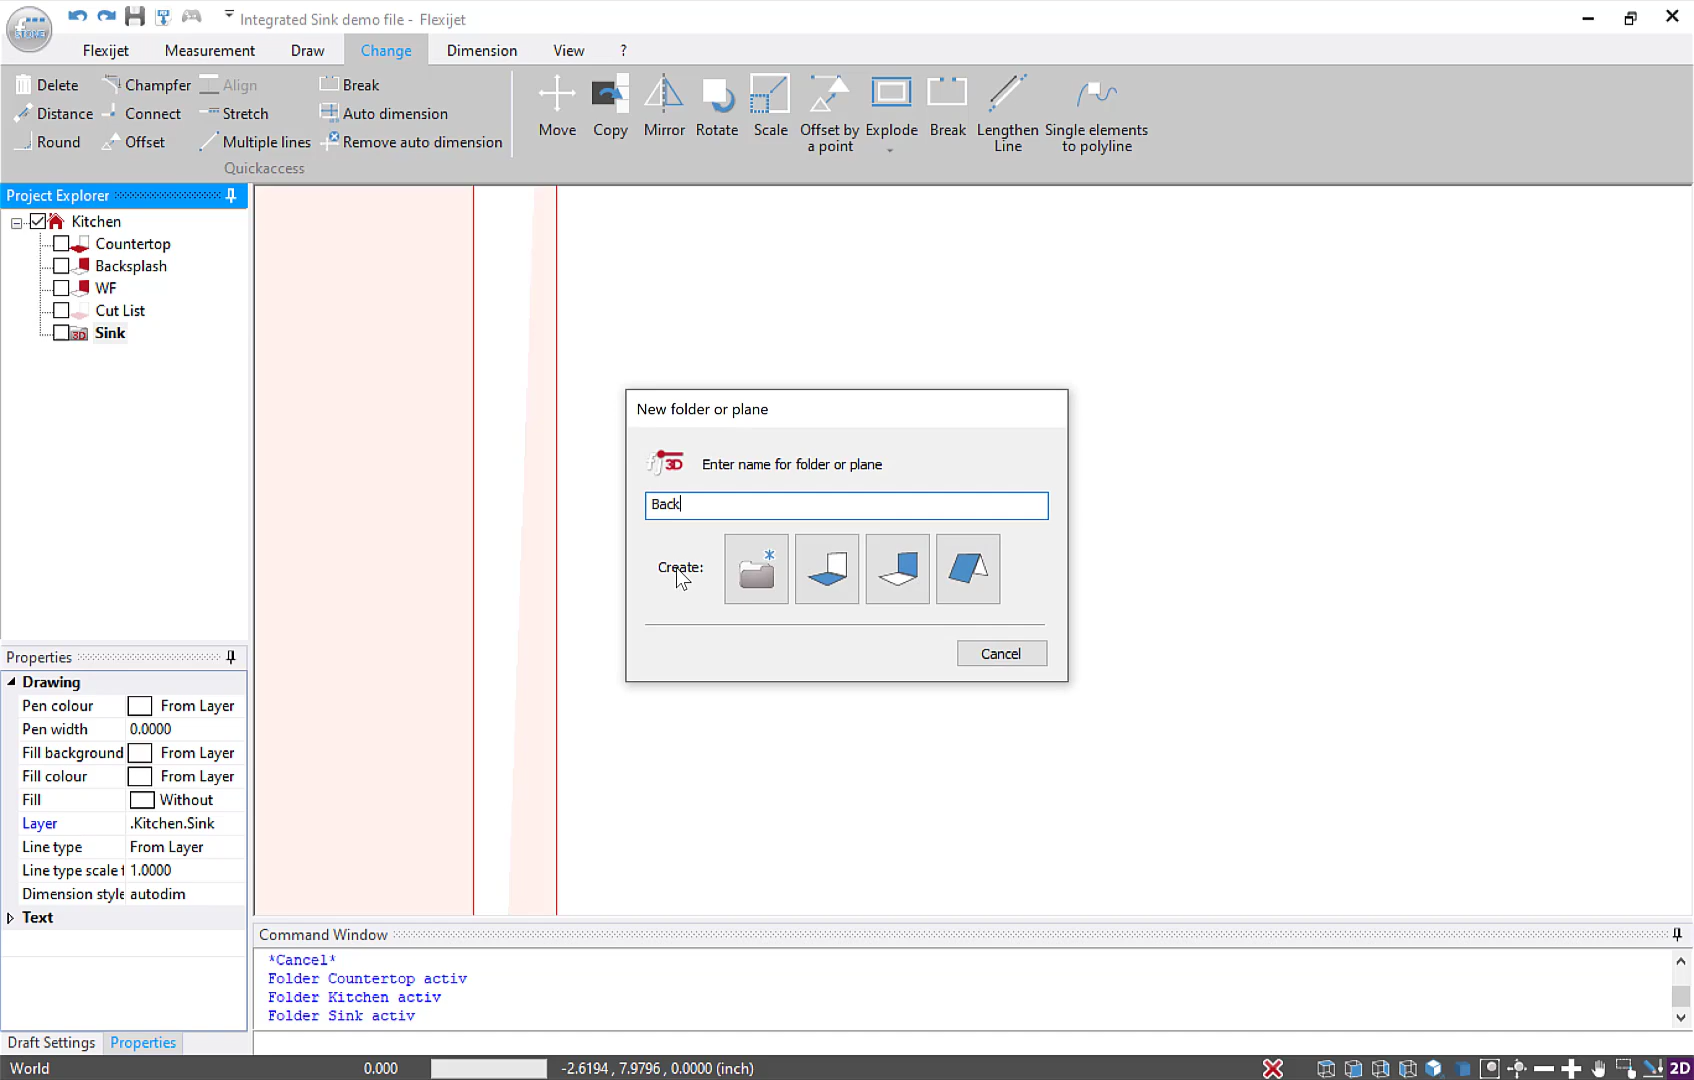 Integrated Sink demo file - Flexijet
Flexijet Measurement Draw Change Dimension View ?
Delete Champfer Align Break
Distance Connect Stretch Auto dimension
Round Offset Multiple lines Remove auto dimension
Quickaccess
Move Copy Mirror Rotate Scale Offset by a point Explode Break Lengthen Line Single elements to polyline
Project Explorer
Kitchen
Countertop
Backsplash
WF
Cut List
3D Sink
New folder or plane
3D Enter name for folder or plane
Back
Create:
Cancel
Properties
Drawing
Pen colour From Layer
Pen width 0.0000
Fill background From Layer
Fill colour From Layer
Fill Without
Layer .Kitchen.Sink
Line type From Layer
Line type scale f 1.0000
Dimension style autodim
Text
Command Window
*Cancel*
Folder Countertop activ
Folder Kitchen activ
Folder Sink activ
Draft Settings Properties
World 0.000 -2.6194 , 7.9796 , 0.0000 (inch) 2D